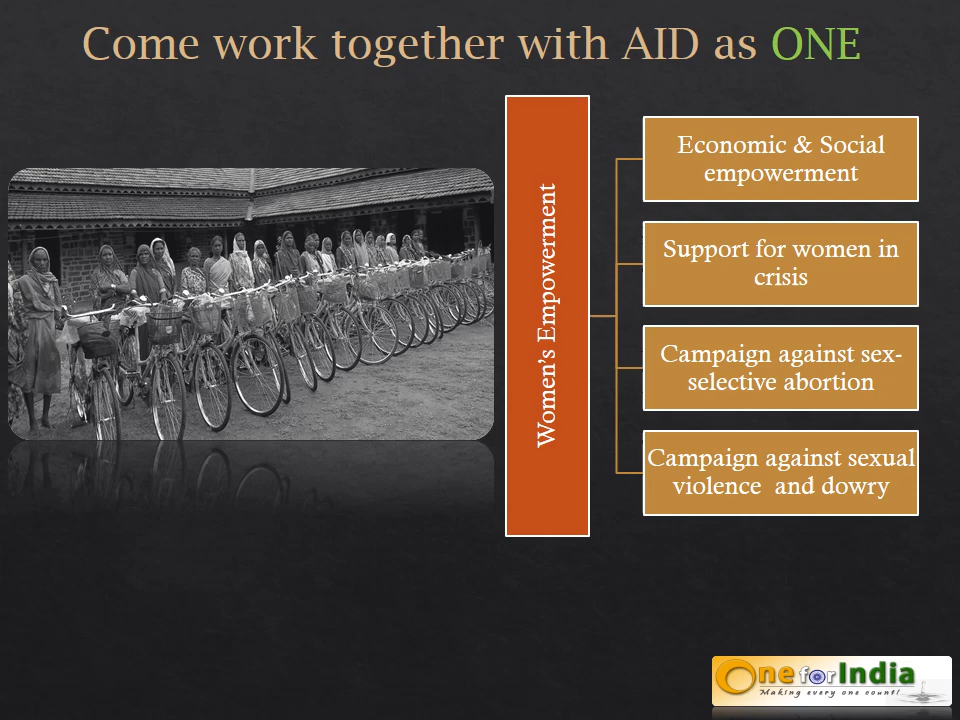 Come work together with AID as ONE
Women's Empowerment
Economic & Social
empowerment
Support for women in
crisis
Campaign against sex-
selective abortion
Campaign against sexual
violence and dowry
One for India
Making every one count!